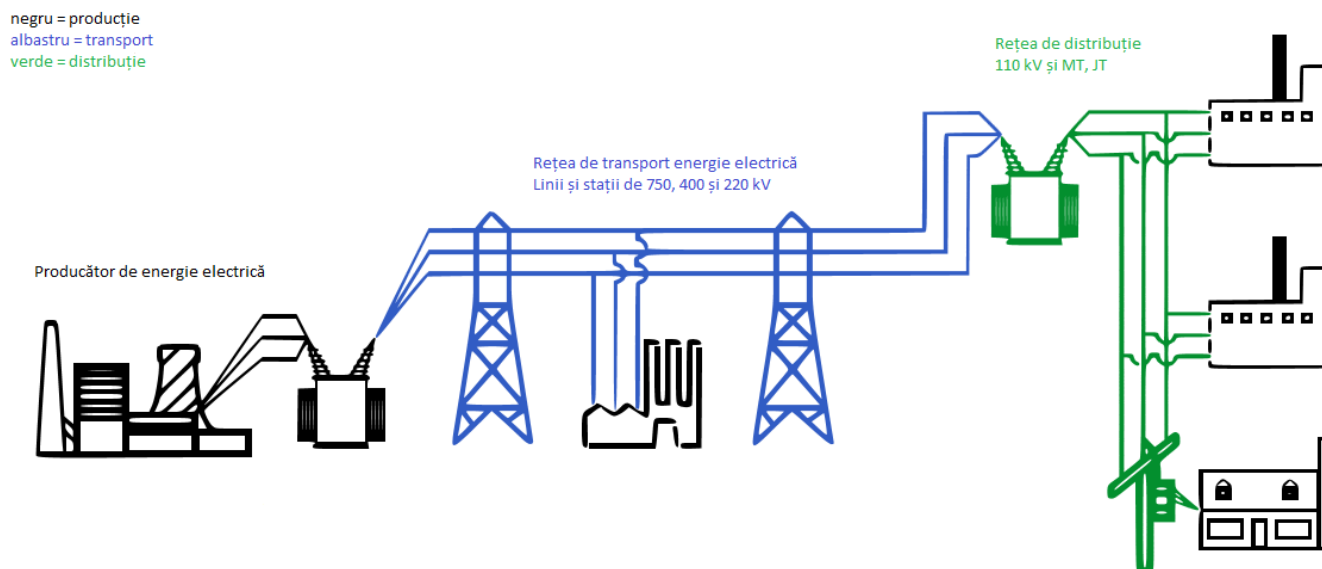 negru = producție
albastru = transport
verde = distribuție
Rețea de distribuție
110 kV și MT, JT
Rețea de transport energie electrică
Linii și stații de 750, 400 și 220 kV
Producător de energie electrică